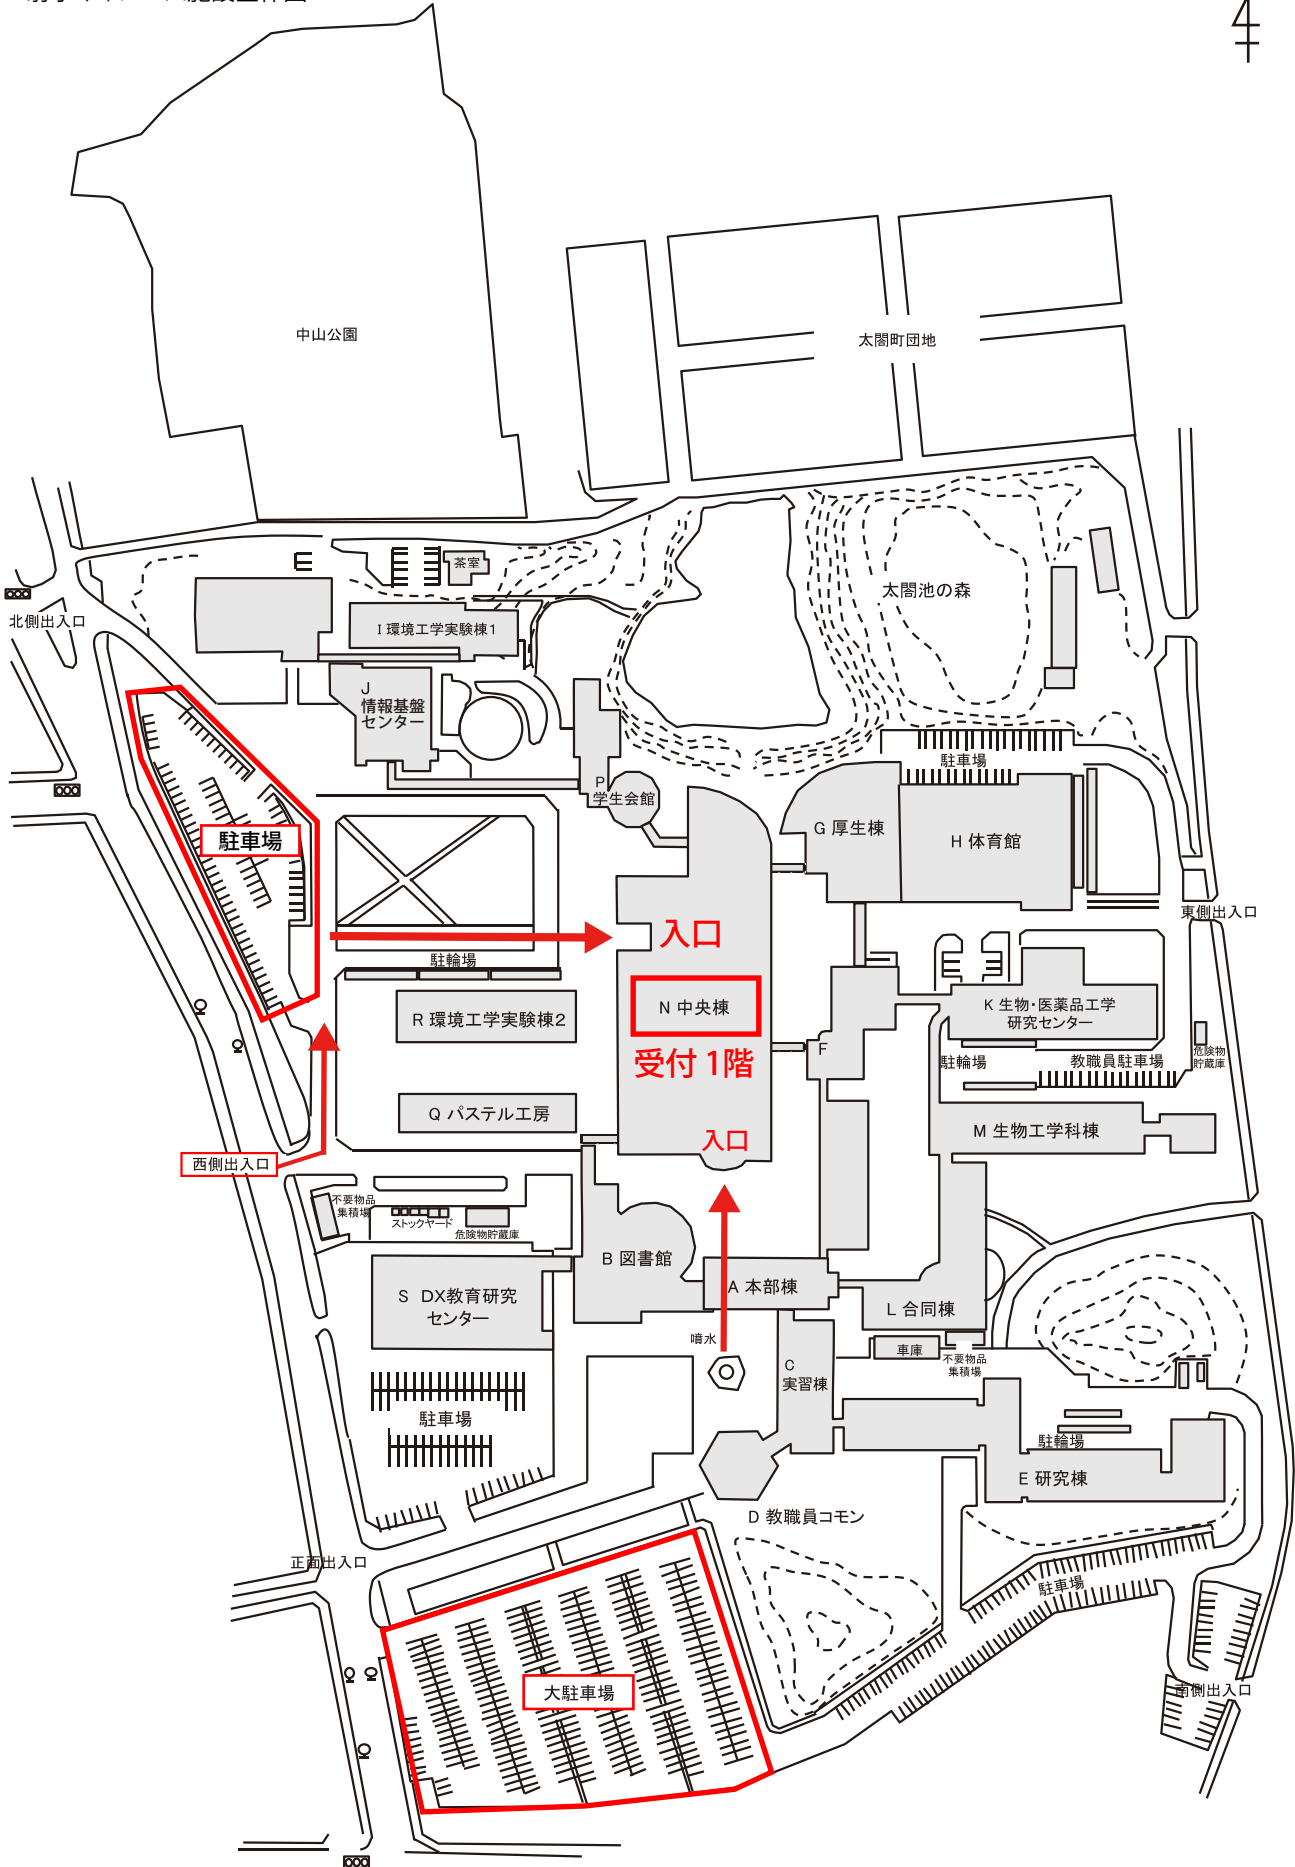 中山公園
太閤町団地
茶室
太閤池の森
北側出入口
I 環境工学実験棟1
J
情報基盤
センター
駐車場
P
学生会館
G 厚生棟
H 体育館
駐車場
東側出入口
入口
駐輪場
N 中央棟
R 環境工学実験棟2
K 生物・医薬品工学
研究センター
受付 1階
F
駐輪場
教職員駐車場
危険物
貯蔵庫
Q パステル工房
入口
M 生物工学科棟
西側出入口
不要物品
集積場
ストックヤード
危険物貯蔵庫
B 図書館
A 本部棟
S DX教育研究
センター
L 合同棟
噴水
車庫
不要物品
集積場
C
実習棟
駐車場
駐輪場
E 研究棟
D 教職員コモン
正面出入口
駐車場
大駐車場
南側出入口